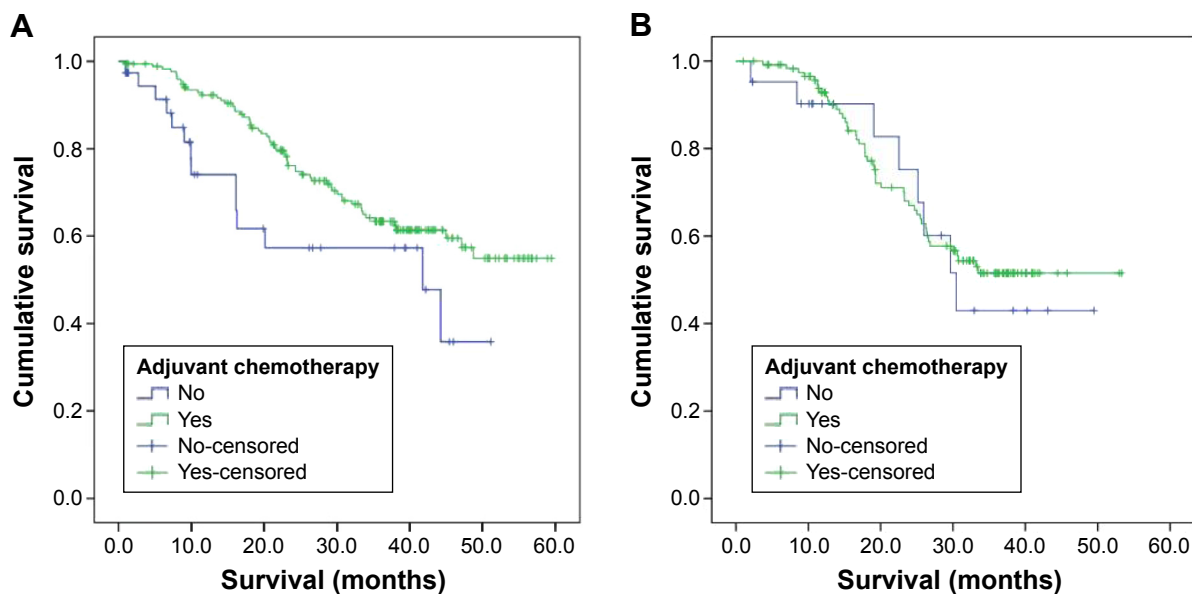 A
Cumulative survival
1.0
0.8
0.6
0.4
0.2
0.0
Adjuvant chemotherapy
No
Yes
No-censored
Yes-censored
0.0 10.0 20.0 30.0 40.0 50.0 60.0
Survival (months)
B
Cumulative survival
1.0
0.8
0.6
0.4
0.2
0.0
Adjuvant chemotherapy
No
Yes
No-censored
Yes-censored
0.0 10.0 20.0 30.0 40.0 50.0 60.0
Survival (months)